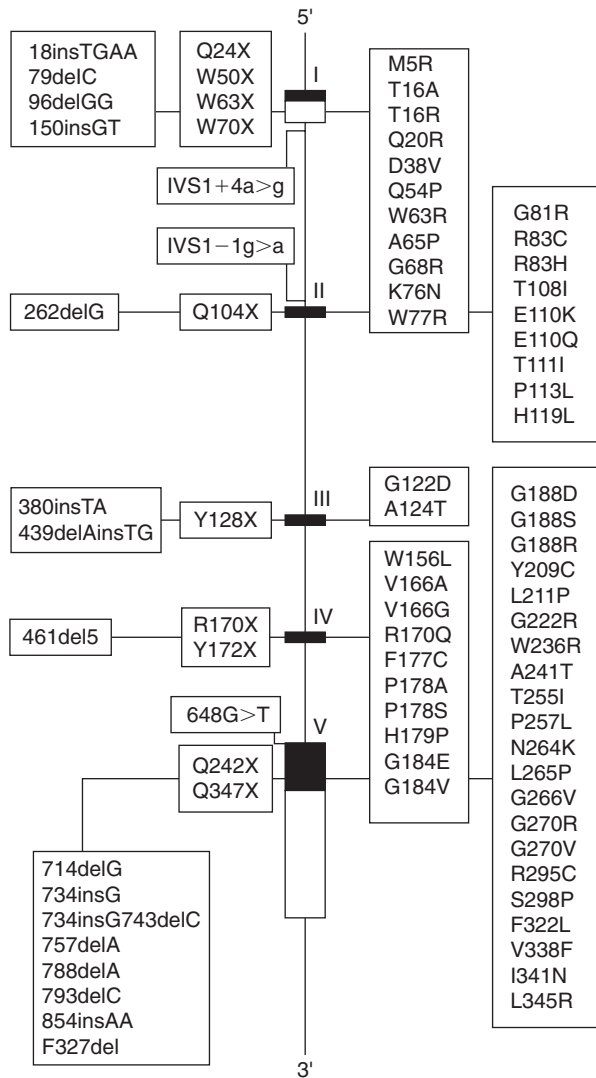 5'
18insTGAA
79delC
96delGG
150insGT
Q24X
W50X
W63X
W70X
I
M5R
T16A
T16R
Q20R
D38V
Q54P
W63R
A65P
G68R
K76N
W77R
IVS1+4a>g
IVS1−1g>a
G81R
R83C
R83H
T108I
E110K
E110Q
T111I
P113L
H119L
262delG
Q104X
II
380insTA
439delAinsTG
Y128X
III
G122D
A124T
461del5
R170X
Y172X
IV
W156L
V166A
V166G
R170Q
F177C
P178A
P178S
H179P
G184E
G184V
G188D
G188S
G188R
Y209C
L211P
G222R
W236R
A241T
T255I
P257L
N264K
L265P
G266V
G270R
G270V
R295C
S298P
F322L
V338F
I341N
L345R
648G>T
V
Q242X
Q347X
714delG
734insG
734insG743delC
757delA
788delA
793delC
854insAA
F327del
3'